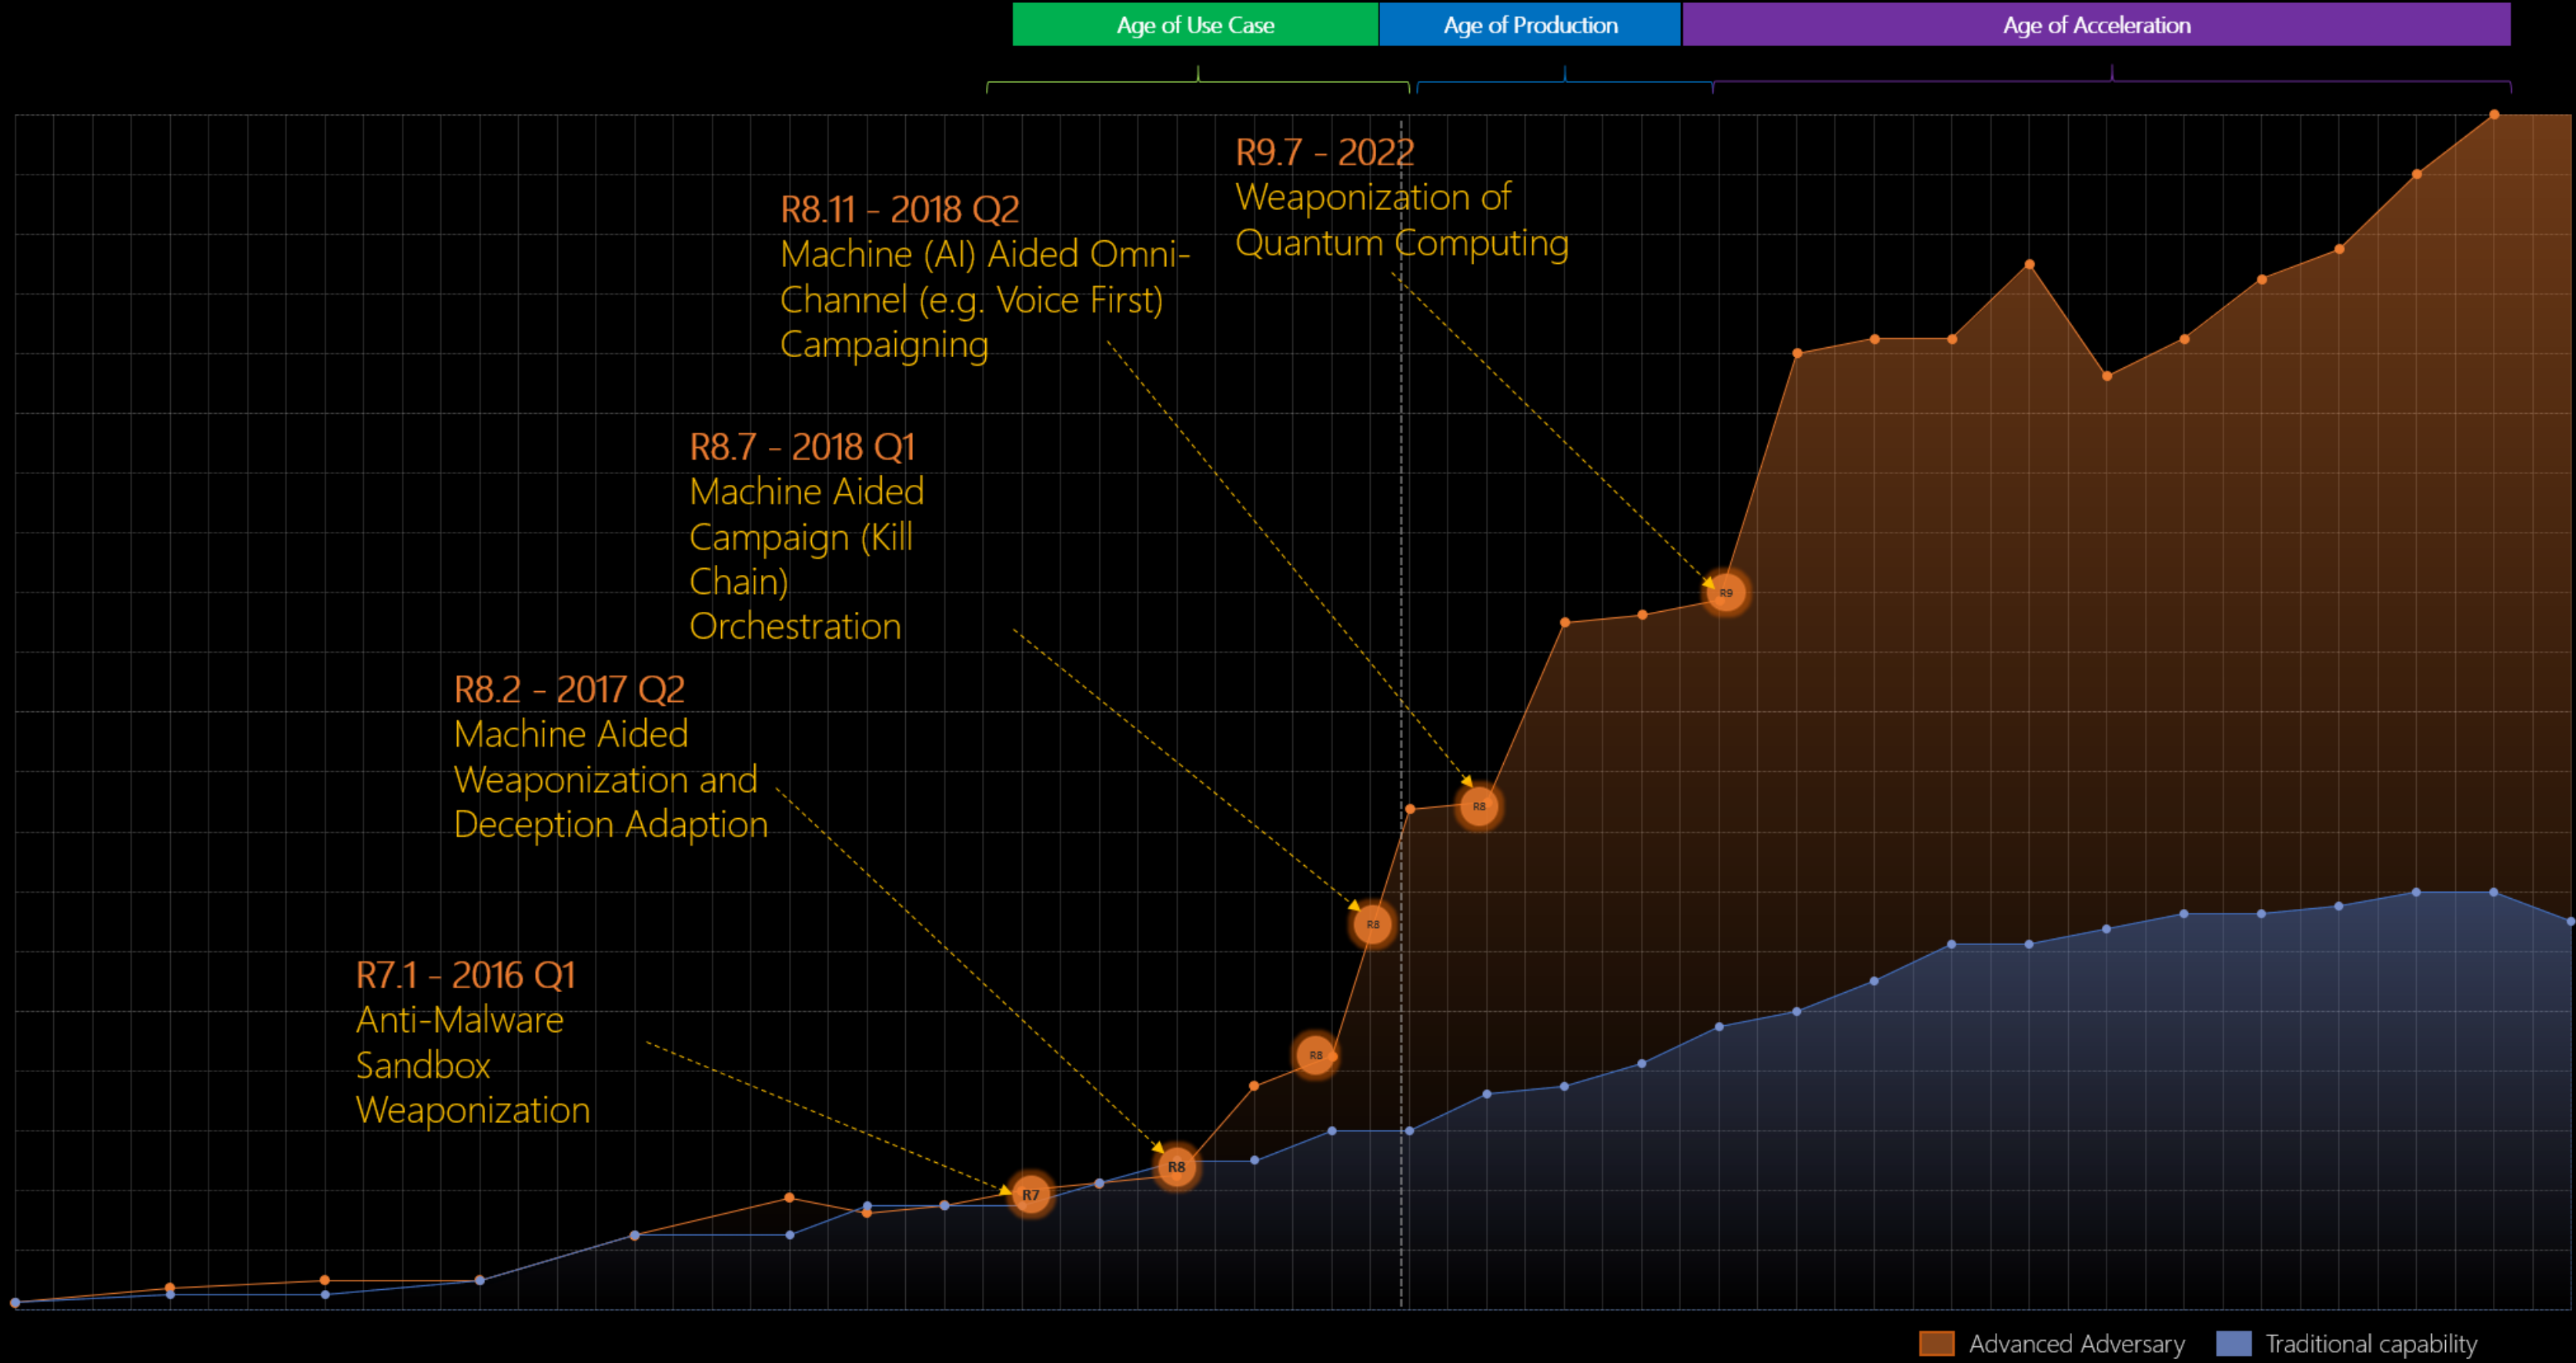 Age of Use Case
Age of Production
Age of Acceleration
R9.7 - 2022
Weaponization of
Quantum Computing
R8.11 - 2018 Q2
Machine (AI) Aided Omni-
Channel (e.g. Voice First)
Campaigning
R8.7 - 2018 Q1
Machine Aided
Campaign (Kill
Chain)
Orchestration
R8.2 - 2017 Q2
Machine Aided
Weaponization and
Deception Adaption
R7.1 - 2016 Q1
Anti-Malware
Sandbox
Weaponization
R9
R8
R8
R8
R8
R7
Advanced Adversary
Traditional capability